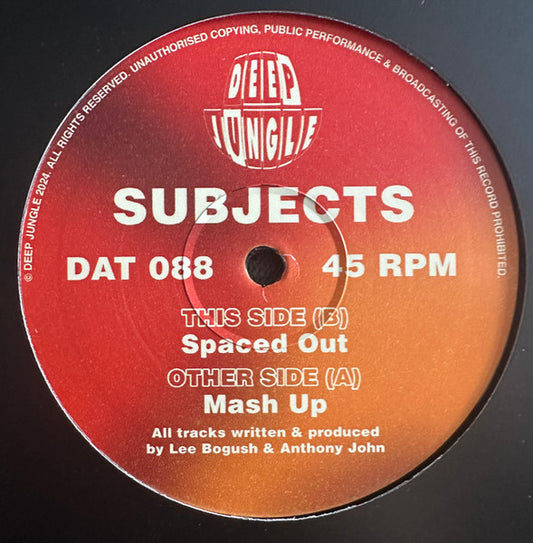 © DEEP JUNGLE 2024. ALL RIGHTS RESERVED. UNAUTHORISED COPYING, PUBLIC PERFORMANCE & BROADCASTING OF THIS RECORD PROHIBITED.
DEEP
JUNGLE
SUBJECTS
DAT 088 45 RPM
THIS SIDE (B)
Spaced Out
OTHER SIDE (A)
Mash Up
All tracks written & produced
by Lee Bogush & Anthony John